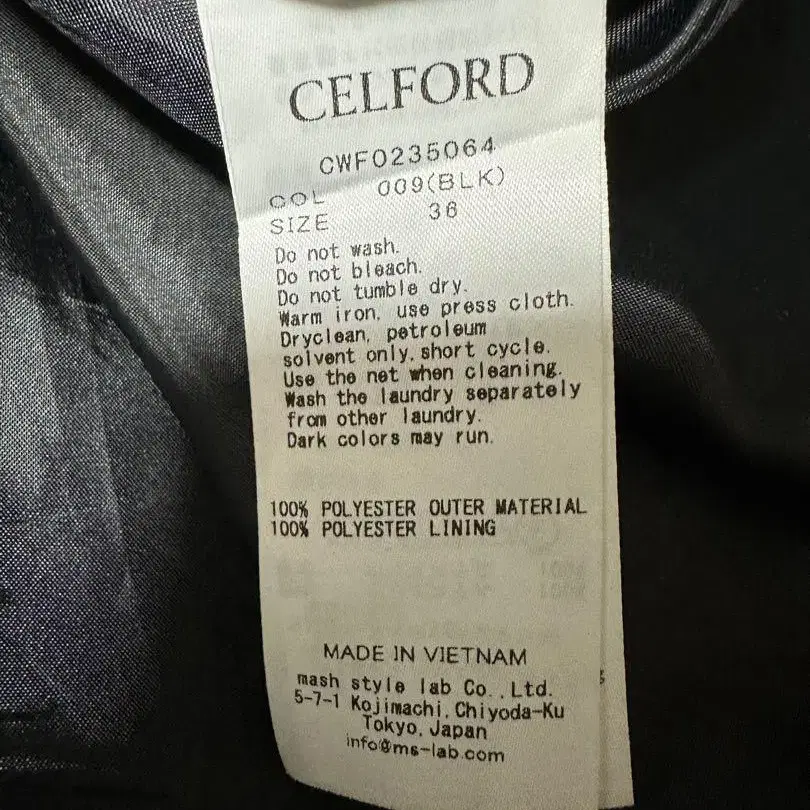 CELFORD
CWFO235064
COL 009(BLK)
SIZE 36
Do not wash.
Do not bleach.
Do not tumble dry.
Warm iron, use press cloth.
Dryclean, petroleum
solvent only, short cycle.
Use the net when cleaning.
Wash the laundry separately
from other laundry.
Dark colors may run.
100% POLYESTER OUTER MATERIAL
100% POLYESTER LINING
MADE IN VIETNAM
mash style lab Co.,Ltd.
5-7-1 Kojimachi, Chiyoda-Ku
Tokyo, Japan
info@ms-lab.com